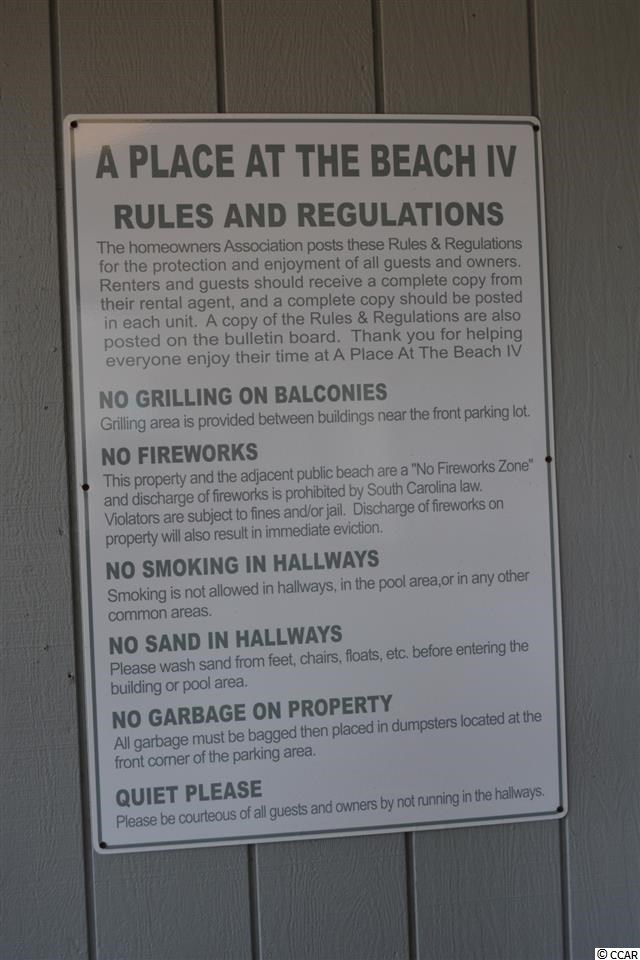 A PLACE AT THE BEACH IV
RULES AND REGULATIONS
The homeowners Association posts these Rules & Regulations
for the protection and enjoyment of all guests and owners.
Renters and guests should receive a complete copy from
their rental agent, and a complete copy should be posted
in each unit. A copy of the Rules & Regulations are also
posted on the bulletin board. Thank you for helping
everyone enjoy their time at A Place At The Beach IV
NO GRILLING ON BALCONIES
Grilling area is provided between buildings near the front parking lot.
NO FIREWORKS
This property and the adjacent public beach are a "No Fireworks Zone"
and discharge of fireworks is prohibited by South Carolina law.
Violators are subject to fines and/or jail. Discharge of fireworks on
property will also result in immediate eviction.
NO SMOKING IN HALLWAYS
Smoking is not allowed in hallways, in the pool area,or in any other
common areas.
NO SAND IN HALLWAYS
Please wash sand from feet, chairs, floats, etc. before entering the
building or pool area.
NO GARBAGE ON PROPERTY
All garbage must be bagged then placed in dumpsters located at the
front corner of the parking area.
QUIET PLEASE
Please be courteous of all guests and owners by not running in the hallways.
© CCAR